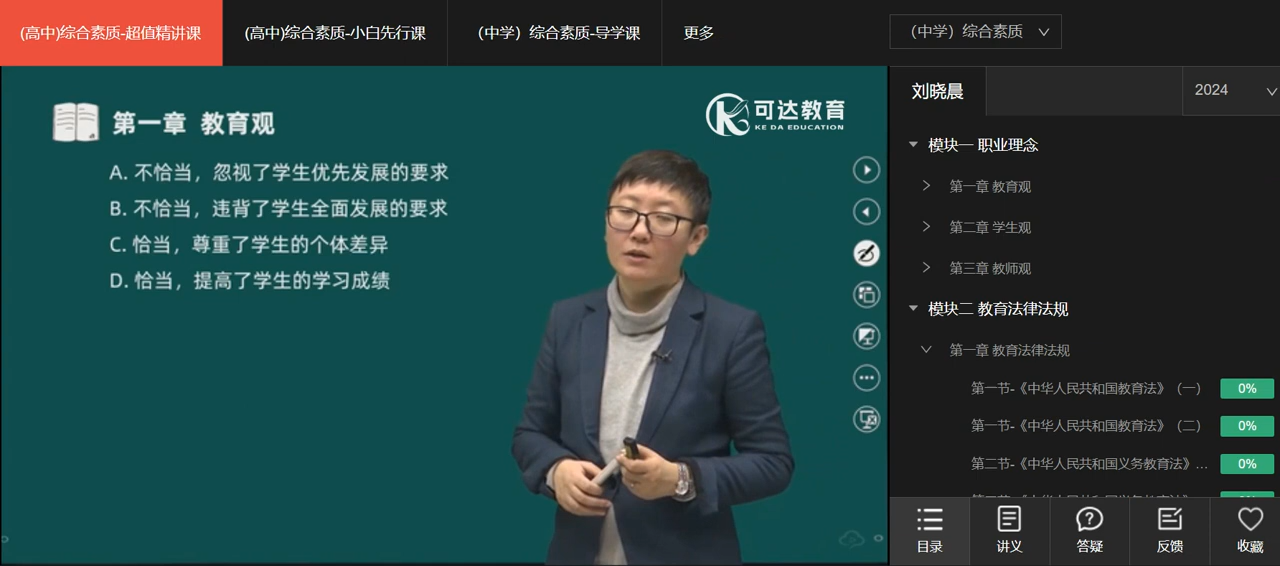 (高中)综合素质-超值精讲课
(高中)综合素质-小白先行课
（中学）综合素质-导学课
更多
（中学）综合素质
第一章 教育观
可达教育
KE DA EDUCATION
A. 不恰当，忽视了学生优先发展的要求
B. 不恰当，违背了学生全面发展的要求
C. 恰当，尊重了学生的个体差异
D. 恰当，提高了学生的学习成绩
刘晓晨
2024
模块一 职业理念
第一章 教育观
第二章 学生观
第三章 教师观
模块二 教育法律法规
第一章 教育法律法规
第一节-《中华人民共和国教育法》（一）
0%
第一节-《中华人民共和国教育法》（二）
0%
第二节-《中华人民共和国义务教育法》...
0%
目录
讲义
答疑
反馈
收藏